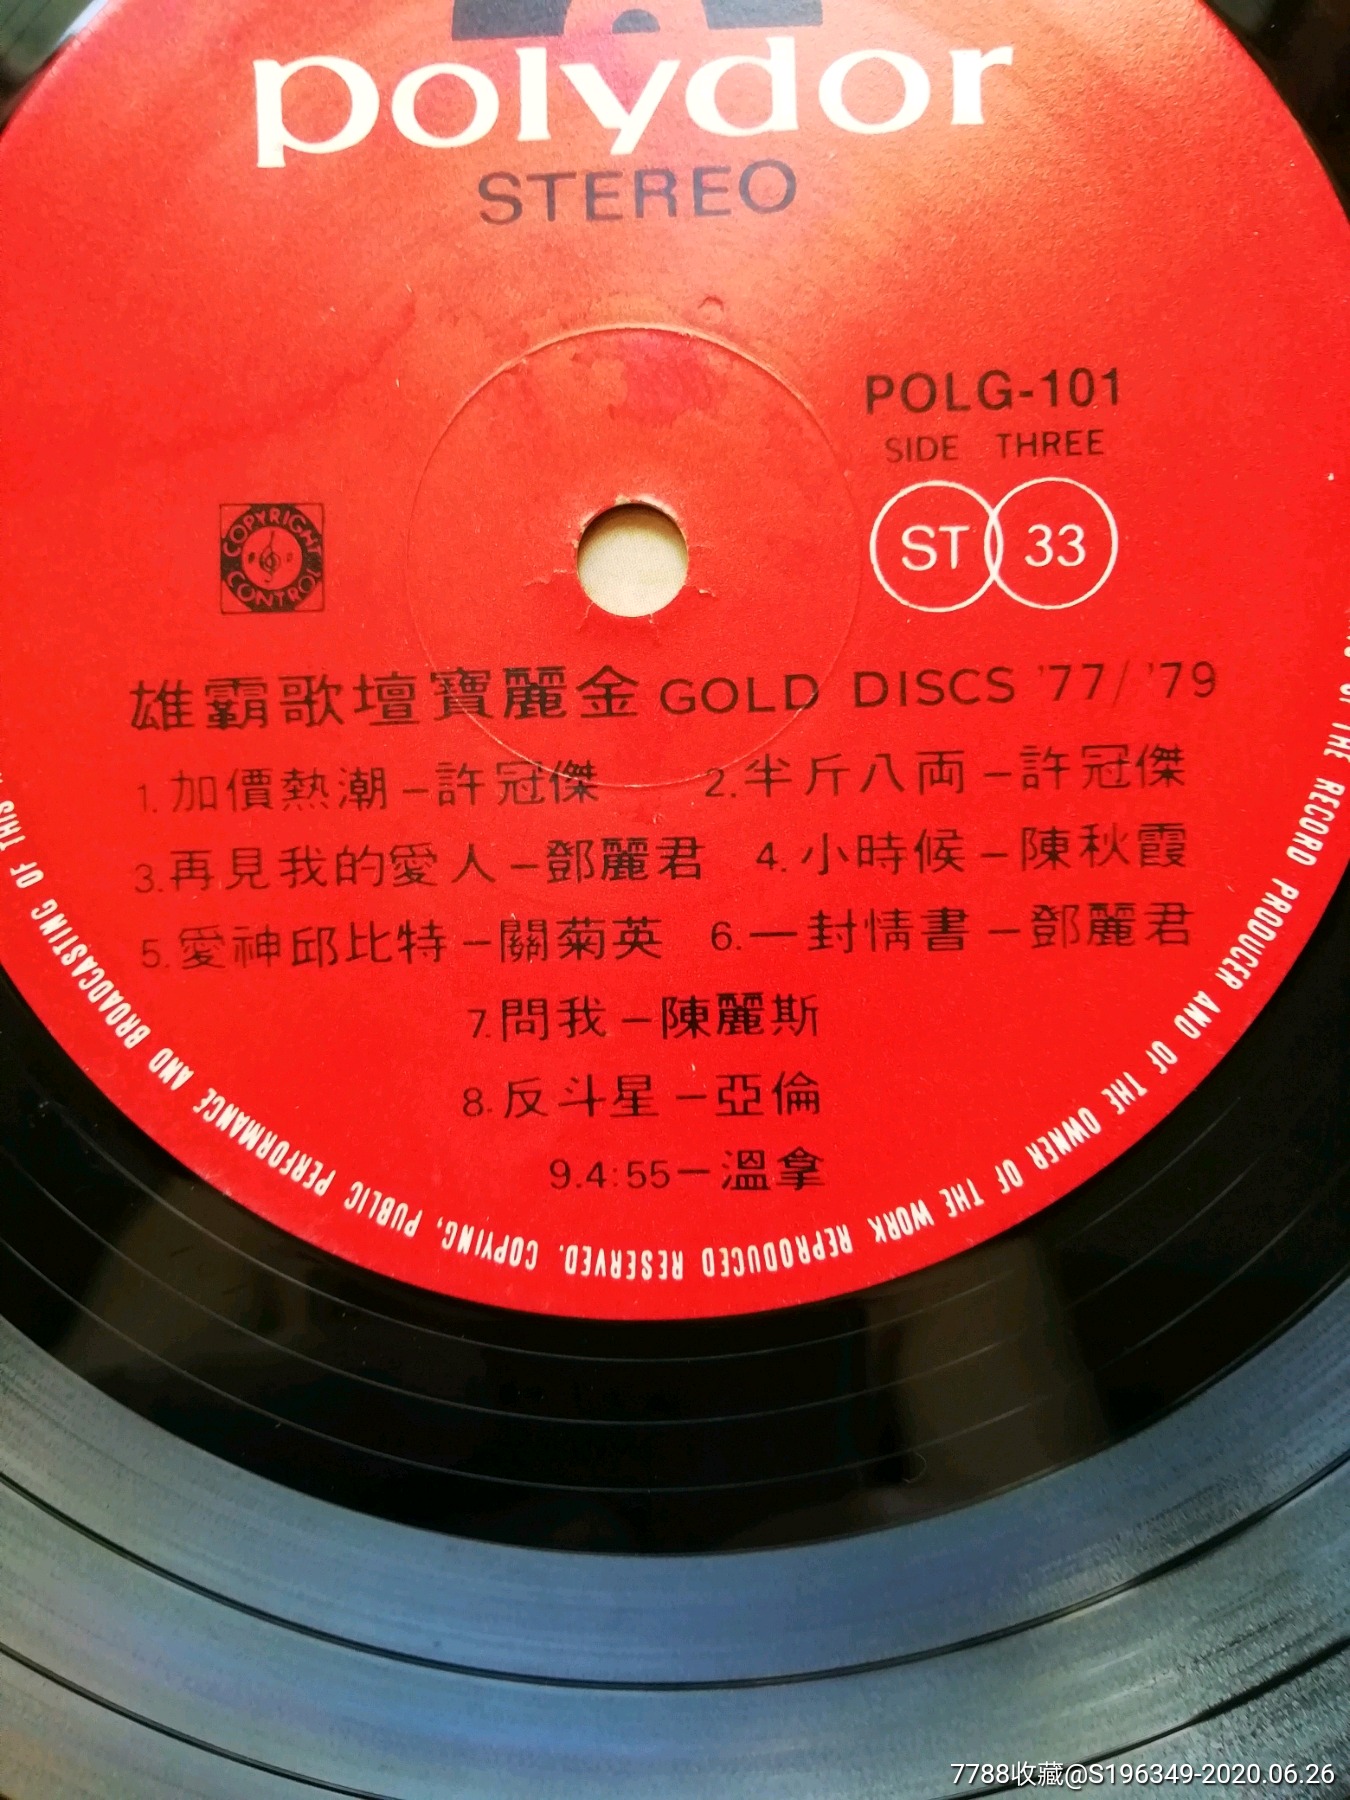 polydor
STEREO
POLG-101
SIDE THREE
ST 33
COPYRIGHT CONTROL
雄霸歌壇寶麗金 GOLD DISCS '77/'79
1.加價熱潮–許冠傑 2.半斤八両–許冠傑
3.再見我的愛人–鄧麗君 4.小時候–陳秋霞
5.愛神邱比特–關菊英 6.一封情書–鄧麗君
7.問我–陳麗斯
8.反斗星–亞倫
9.4:55–溫拿
OF THE RECORD PRODUCER AND OF THE OWNER OF THE WORK REPRODUCED RESERVED. COPYING, PUBLIC PERFORMANCE AND BROADCASTING OF THIS
7788收藏@S196349-2020.06.26